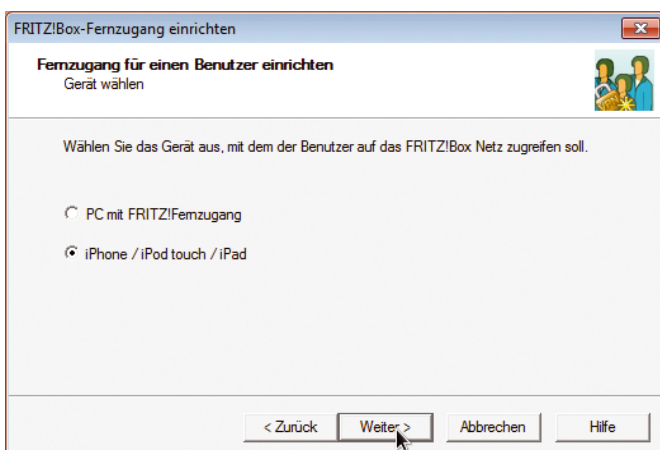 FRITZ!Box-Fernzugang einrichten
Fernzugang für einen Benutzer einrichten
Gerät wählen
Wählen Sie das Gerät aus, mit dem der Benutzer auf das FRITZ!Box Netz zugreifen soll.
PC mit FRITZ!Fernzugang
iPhone / iPod touch / iPad
< Zurück Weiter > Abbrechen Hilfe